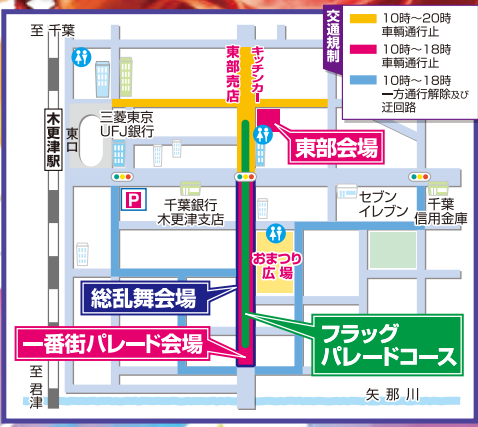 至 千葉
木更津駅
東口
三菱東京
UFJ銀行
東部売店
キッチンカー
交通規制
10時〜20時
車輌通行止
10時〜18時
車輌通行止
10時〜18時
一方通行解除及び
迂回路
東部会場
P
千葉銀行
木更津支店
セブン
イレブン
千葉
信用金庫
おまつり
広場
総乱舞会場
一番街パレード会場
フラッグ
パレードコース
至 君津
矢那川